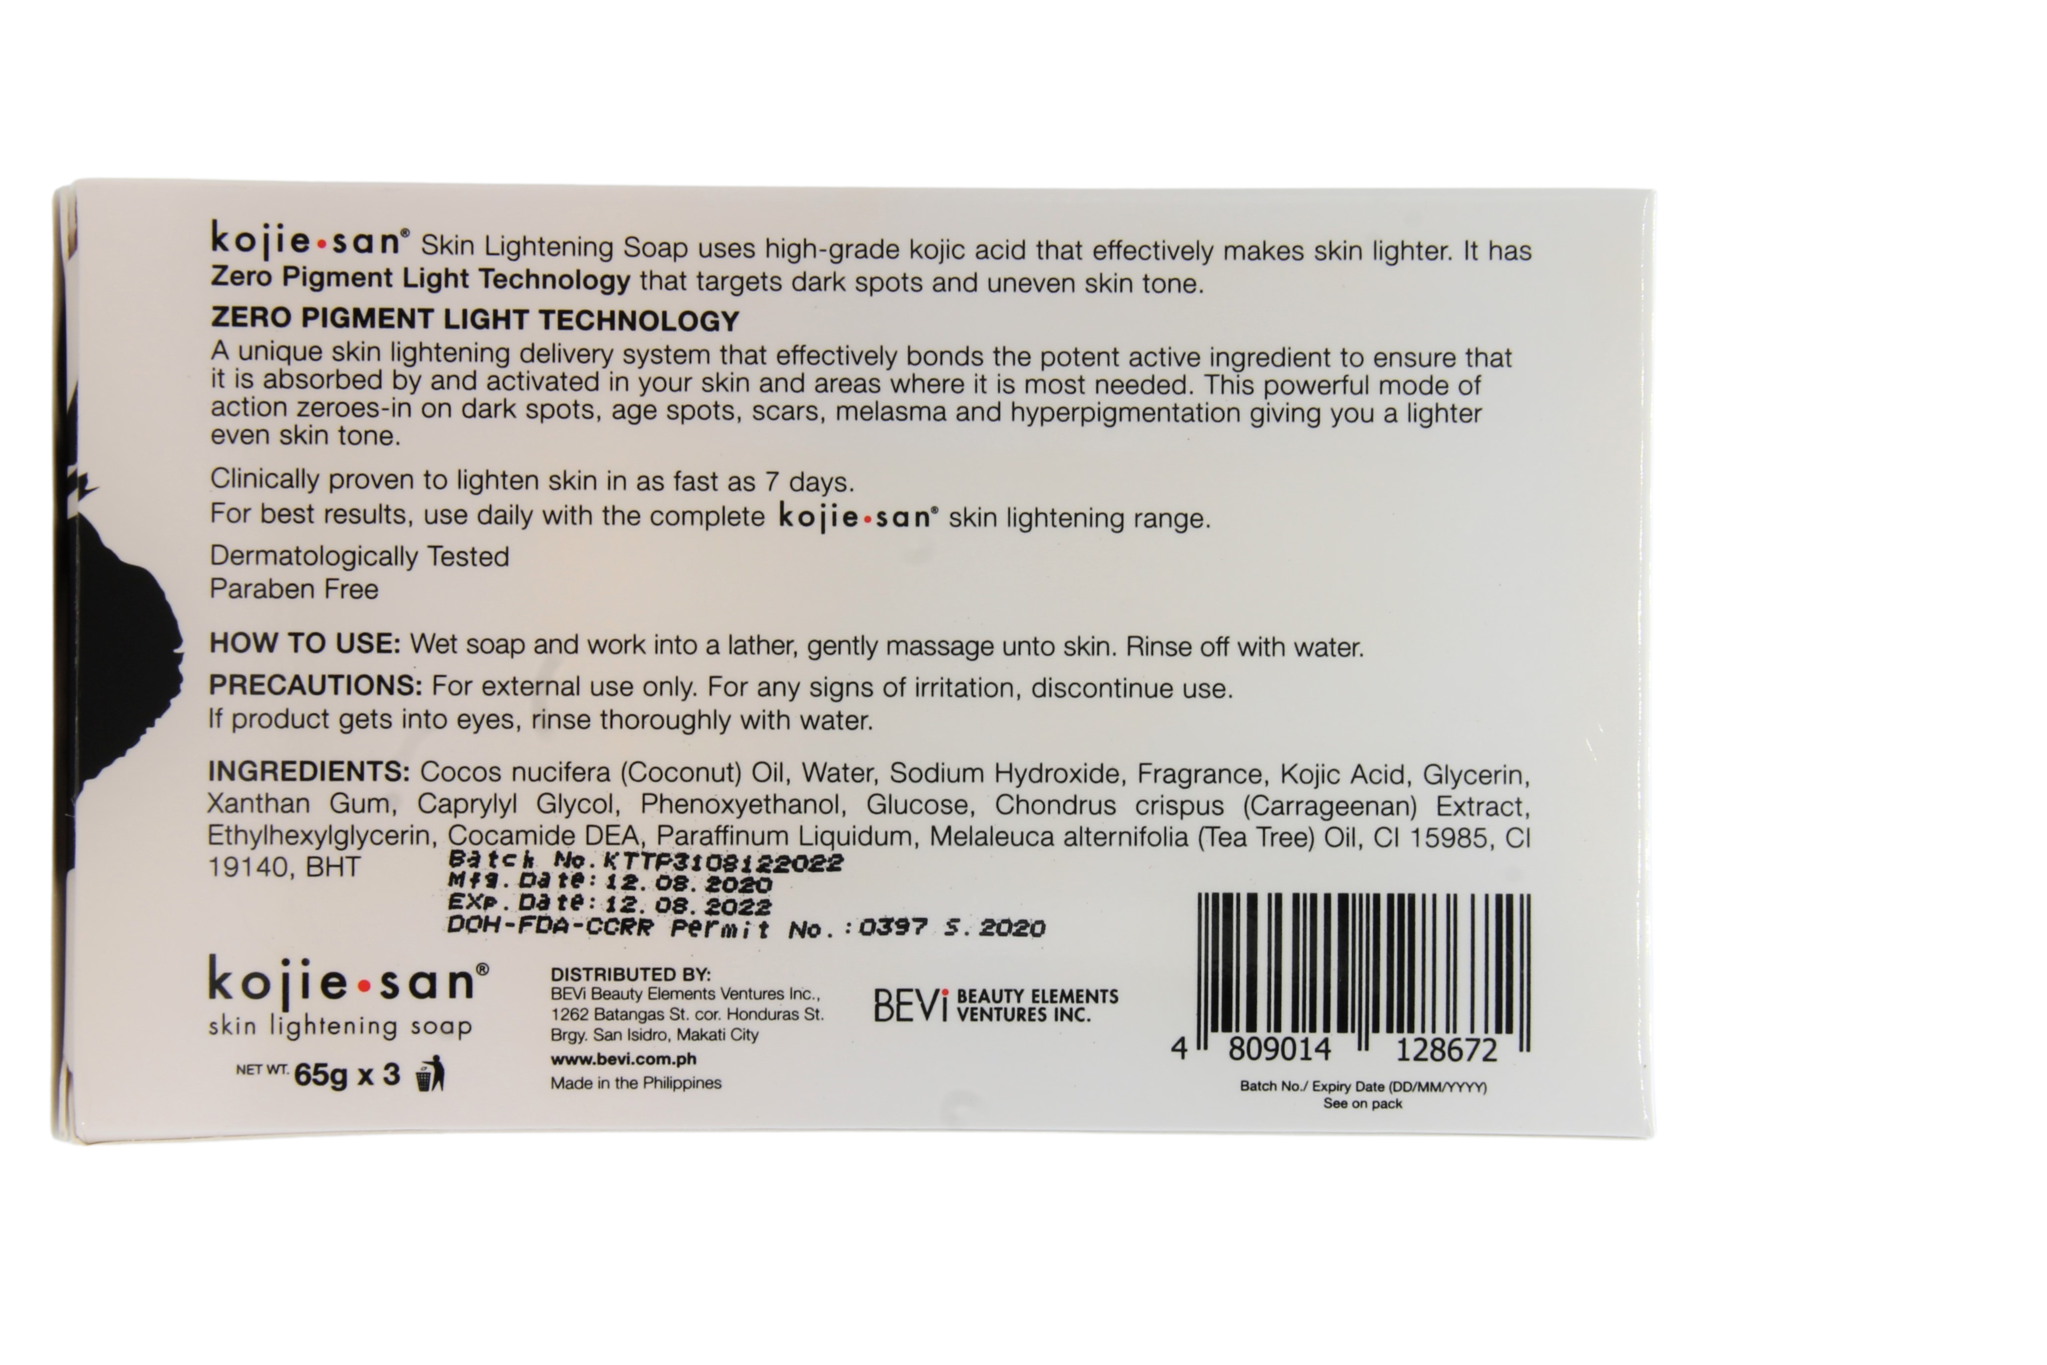 kojie•san® Skin Lightening Soap uses high-grade kojic acid that effectively makes skin lighter. It has
Zero Pigment Light Technology that targets dark spots and uneven skin tone.
ZERO PIGMENT LIGHT TECHNOLOGY
A unique skin lightening delivery system that effectively bonds the potent active ingredient to ensure that
it is absorbed by and activated in your skin and areas where it is most needed. This powerful mode of
action zeroes-in on dark spots, age spots, scars, melasma and hyperpigmentation giving you a lighter
even skin tone.
Clinically proven to lighten skin in as fast as 7 days.
For best results, use daily with the complete kojie•san® skin lightening range.
Dermatologically Tested
Paraben Free
HOW TO USE: Wet soap and work into a lather, gently massage unto skin. Rinse off with water.
PRECAUTIONS: For external use only. For any signs of irritation, discontinue use.
If product gets into eyes, rinse thoroughly with water.
INGREDIENTS: Cocos nucifera (Coconut) Oil, Water, Sodium Hydroxide, Fragrance, Kojic Acid, Glycerin,
Xanthan Gum, Caprylyl Glycol, Phenoxyethanol, Glucose, Chondrus crispus (Carrageenan) Extract,
Ethylhexylglycerin, Cocamide DEA, Paraffinum Liquidum, Melaleuca alternifolia (Tea Tree) Oil, CI 15985, CI
19140, BHT
Batch No. KTTP3108122022
Mfg. Date: 12. 08. 2020
EXP. Date: 12. 08. 2022
DOH-FDA-CCRR Permit No. : 0397 S. 2020
kojie•san®
skin lightening soap
NET WT. 65g x 3
DISTRIBUTED BY:
BEVi Beauty Elements Ventures Inc.,
1262 Batangas St. cor. Honduras St.
Brgy. San Isidro, Makati City
www.bevi.com.ph
Made in the Philippines
BEVi BEAUTY ELEMENTS
VENTURES INC.
4 809014 128672
Batch No./ Expiry Date (DD/MM/YYYY)
See on pack